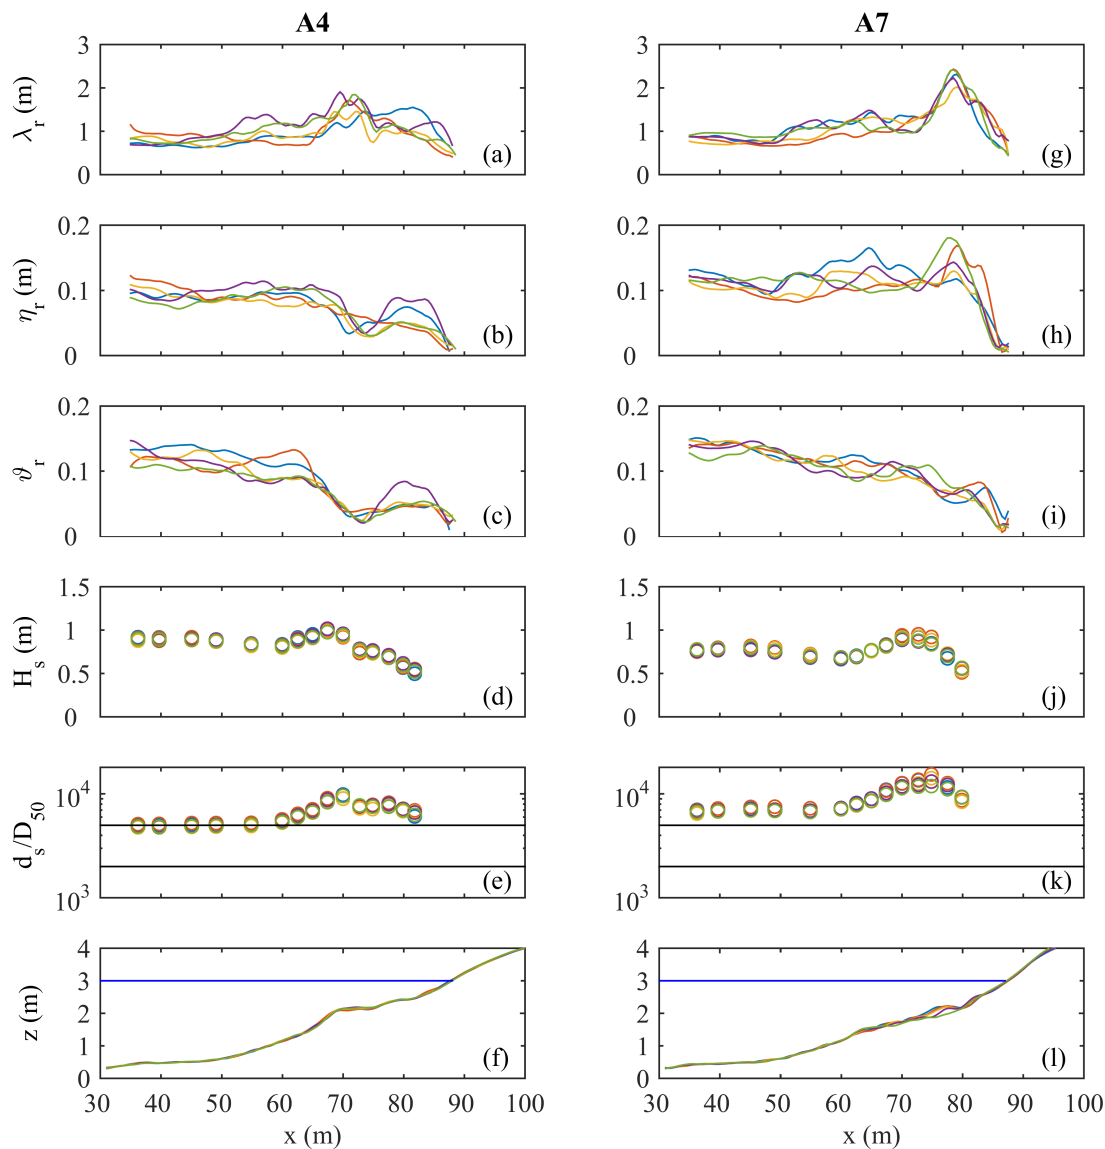 A4
A7
3
2
1
0
λr (m)
(a)
3
2
1
0
λr (m)
(g)
0.2
0.1
0
ηr (m)
(b)
0.2
0.1
0
ηr (m)
(h)
0.2
0.1
0
ϑr
(c)
0.2
0.1
0
ϑr
(i)
1.5
1
0.5
0
Hs (m)
(d)
1.5
1
0.5
0
Hs (m)
(j)
10^4
10^3
ds/D50
(e)
10^4
10^3
(k)
4
3
2
1
0
z (m)
(f)
30 40 50 60 70 80 90 100
x (m)
4
3
2
1
0
(l)
30 40 50 60 70 80 90 100
x (m)